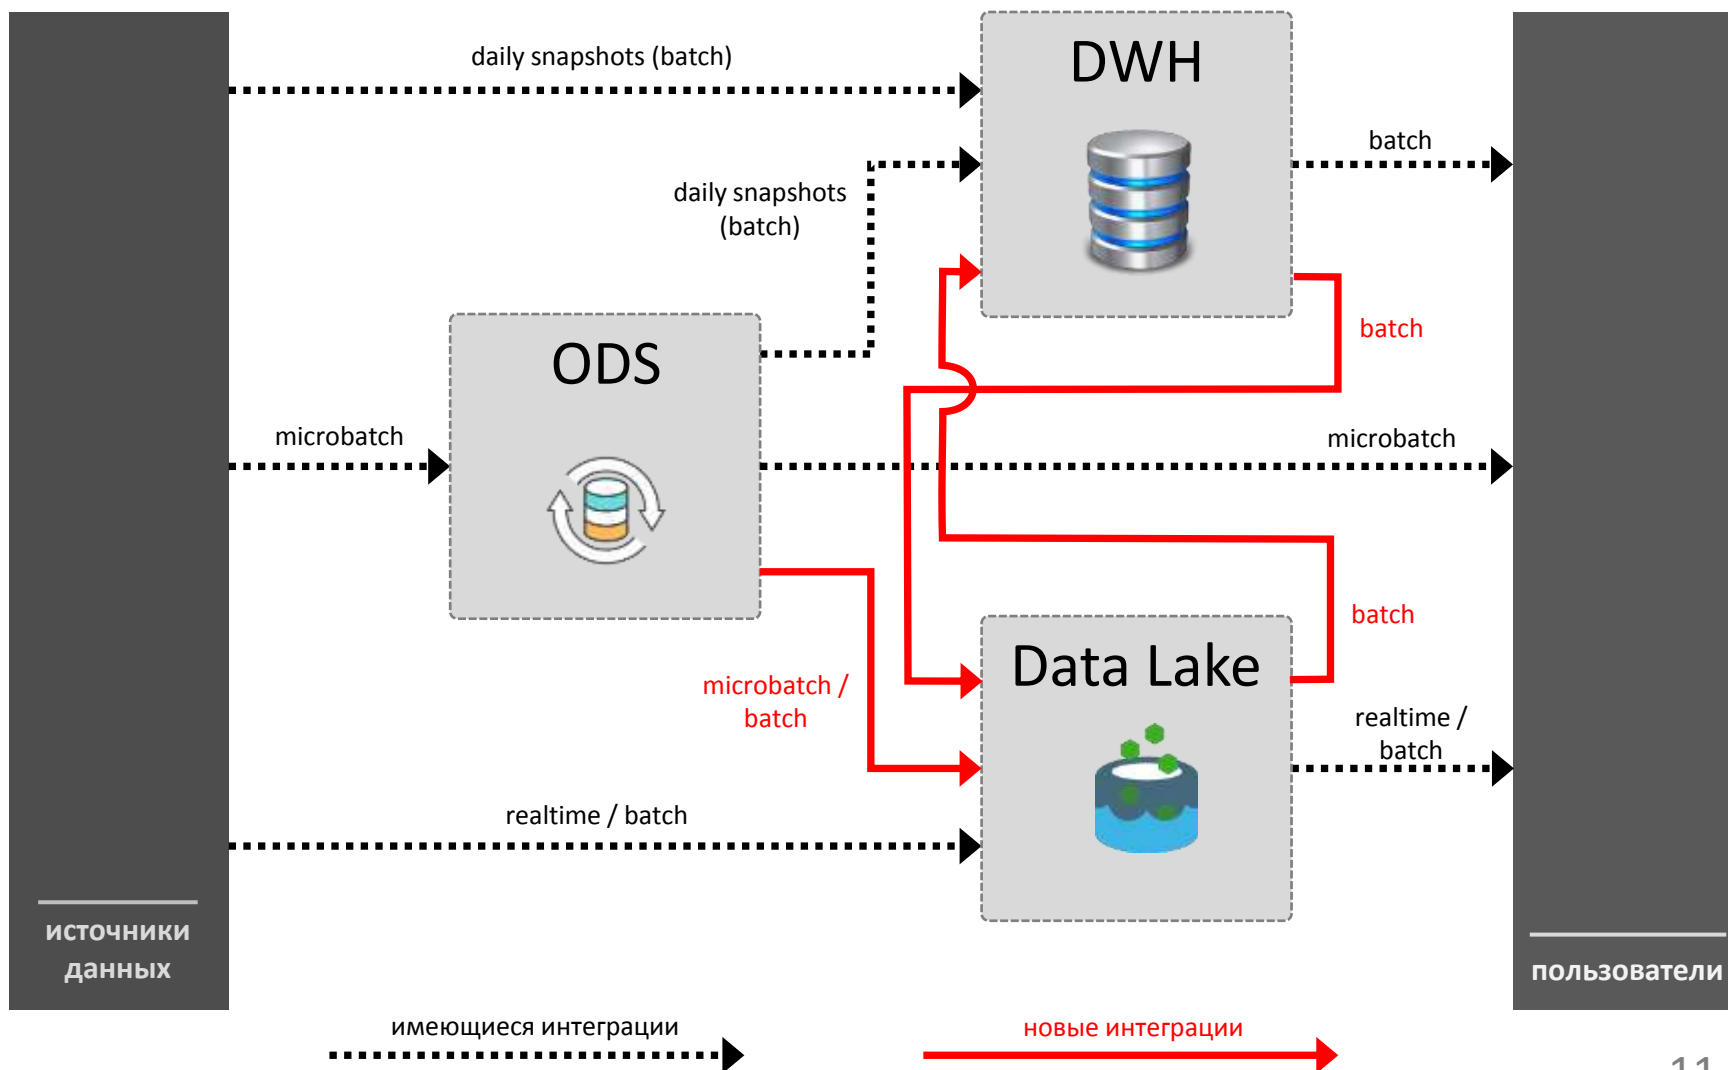 daily snapshots (batch)
DWH
batch
daily snapshots
(batch)
batch
ODS
microbatch
microbatch
batch
Data Lake
microbatch /
batch
realtime /
batch
realtime / batch
источники
данных
пользователи
имеющиеся интеграции
новые интеграции
11